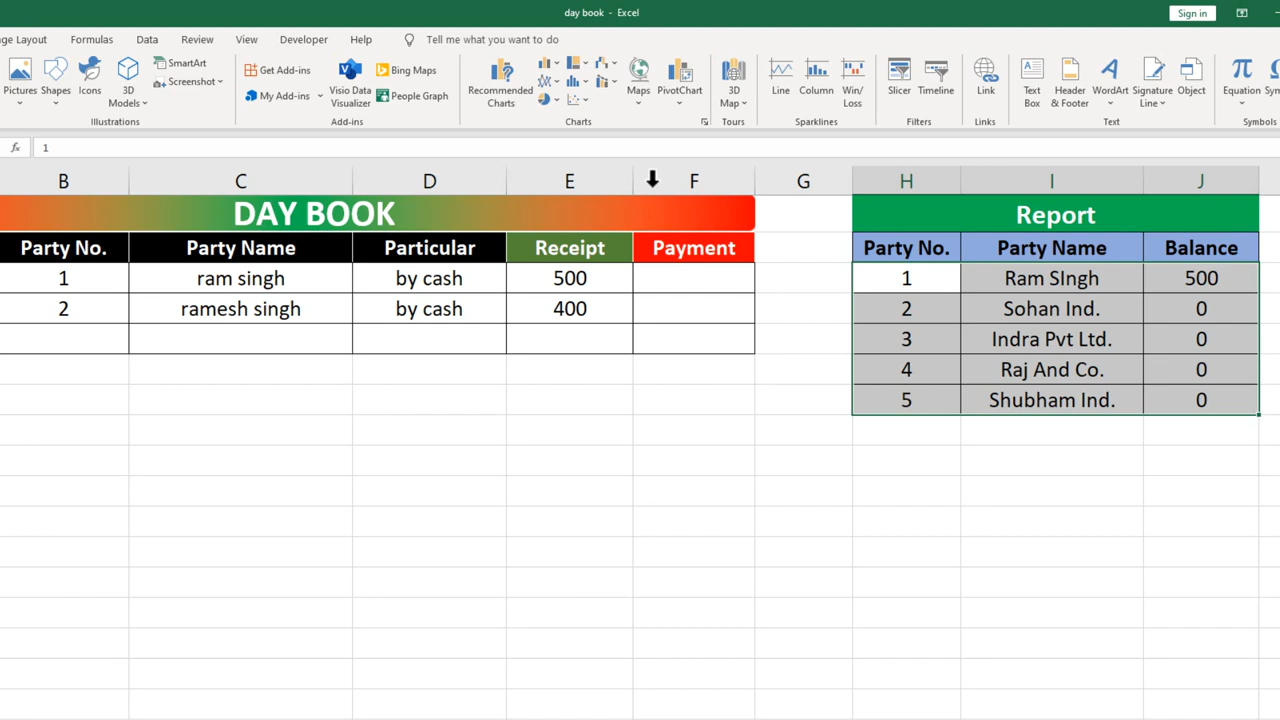 day book - Excel
Sign in
ge Layout Formulas Data Review View Developer Help Tell me what you want to do
Pictures
Shapes
Icons
3D Models
SmartArt
Screenshot
Illustrations
Get Add-ins
My Add-ins
Visio Data Visualizer
Bing Maps
People Graph
Add-ins
Recommended Charts
Maps
PivotChart
Charts
3D Map
Tours
Line
Column
Win/Loss
Sparklines
Slicer
Timeline
Filters
Link
Links
Text Box
Header & Footer
WordArt
Signature Line
Object
Text
Equation
Sym
Symbols
fx 1
B C D E F G H I J
DAY BOOK
Party No. Party Name Particular Receipt Payment
1 ram singh by cash 500
2 ramesh singh by cash 400
Report
Party No. Party Name Balance
1 Ram SIngh 500
2 Sohan Ind. 0
3 Indra Pvt Ltd. 0
4 Raj And Co. 0
5 Shubham Ind. 0